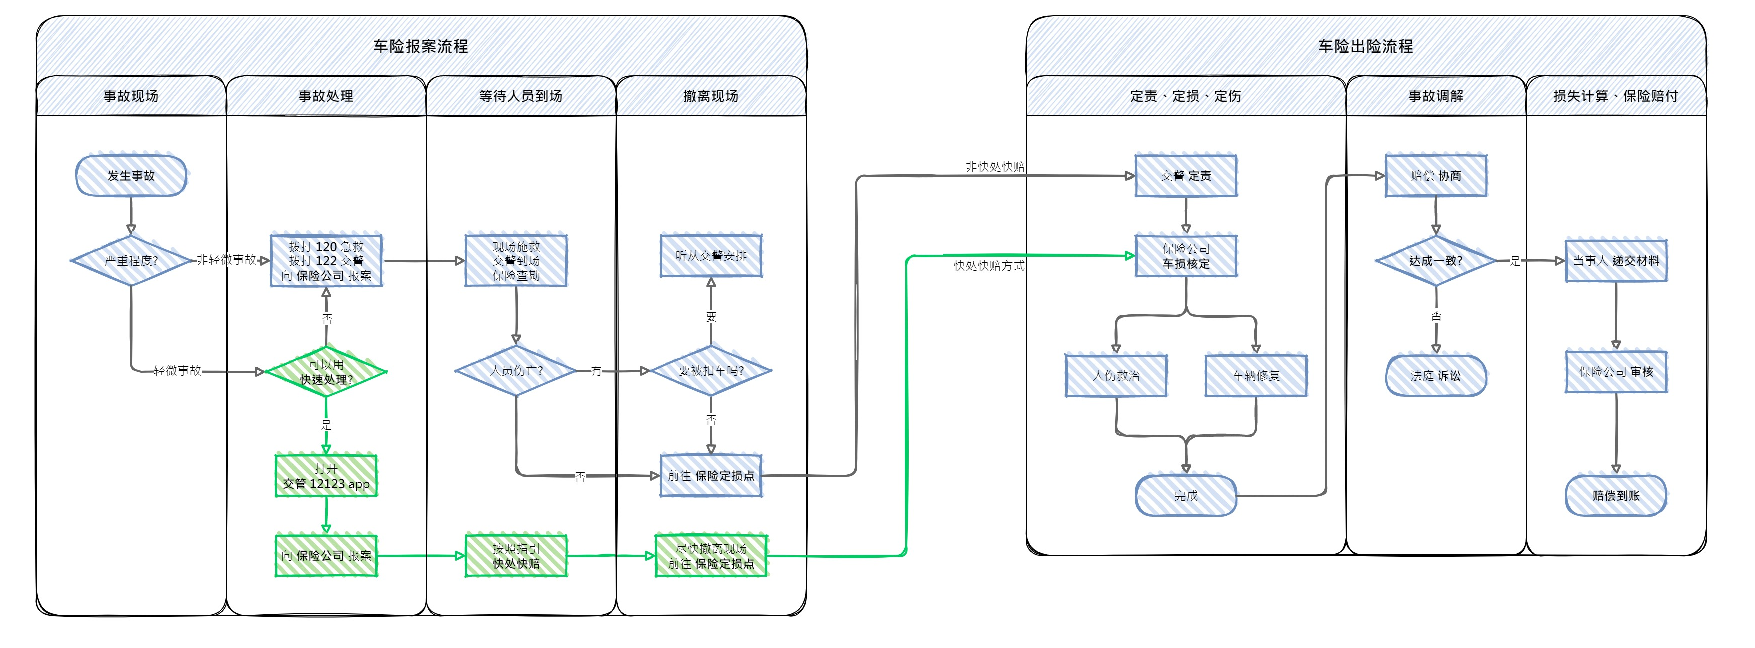 车险报案流程
事故现场
事故处理
等待人员到场
撤离现场
发生事故
严重程度?
非轻微事故
轻微事故
拨打 120 急救
拨打 122 交警
向 保险公司 报案
否
可以用
快速处理?
是
打开
交管 12123 app
向 保险公司 报案
现场施救
交警到场
保险查勘
人员伤亡?
有
否
按照指引
快处快赔
听从交警安排
要
要被扣车吗?
否
前往 保险定损点
尽快撤离现场
前往 保险定损点
非快处快赔
快处快赔方式
车险出险流程
定责、定损、定伤
事故调解
损失计算、保险赔付
交警 定责
保险公司
车损核定
人伤救治
车辆修复
完成
赔偿 协商
达成一致?
是
否
法庭 诉讼
当事人 递交材料
保险公司 审核
赔偿到账